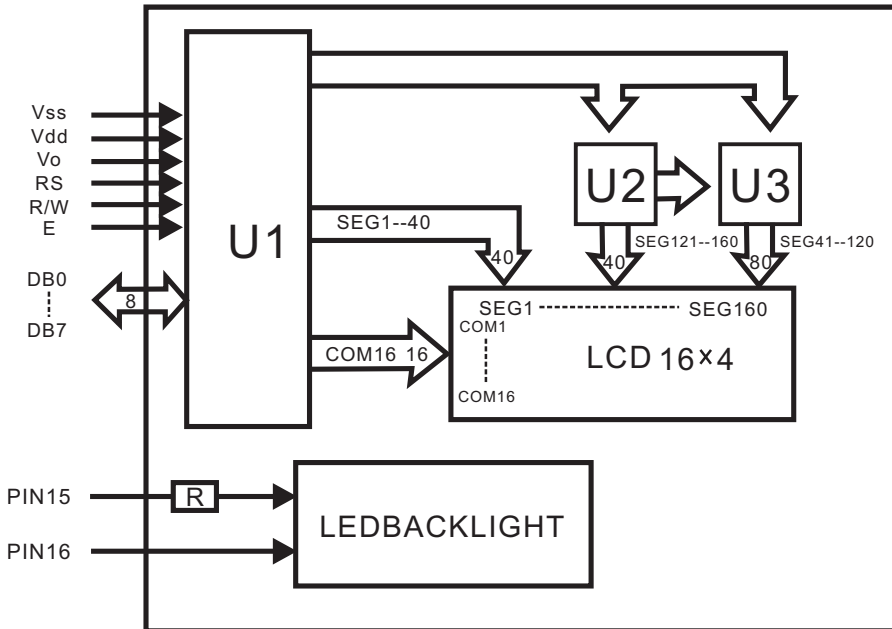 Vss
Vdd
Vo
RS
R/W
E
DB0
DB7
8
U1
U2
U3
SEG1--40
40
SEG121--160
40
SEG41--120
80
SEG1
SEG160
COM1
COM16
LCD 16×4
COM16 16
PIN15
R
PIN16
LEDBACKLIGHT